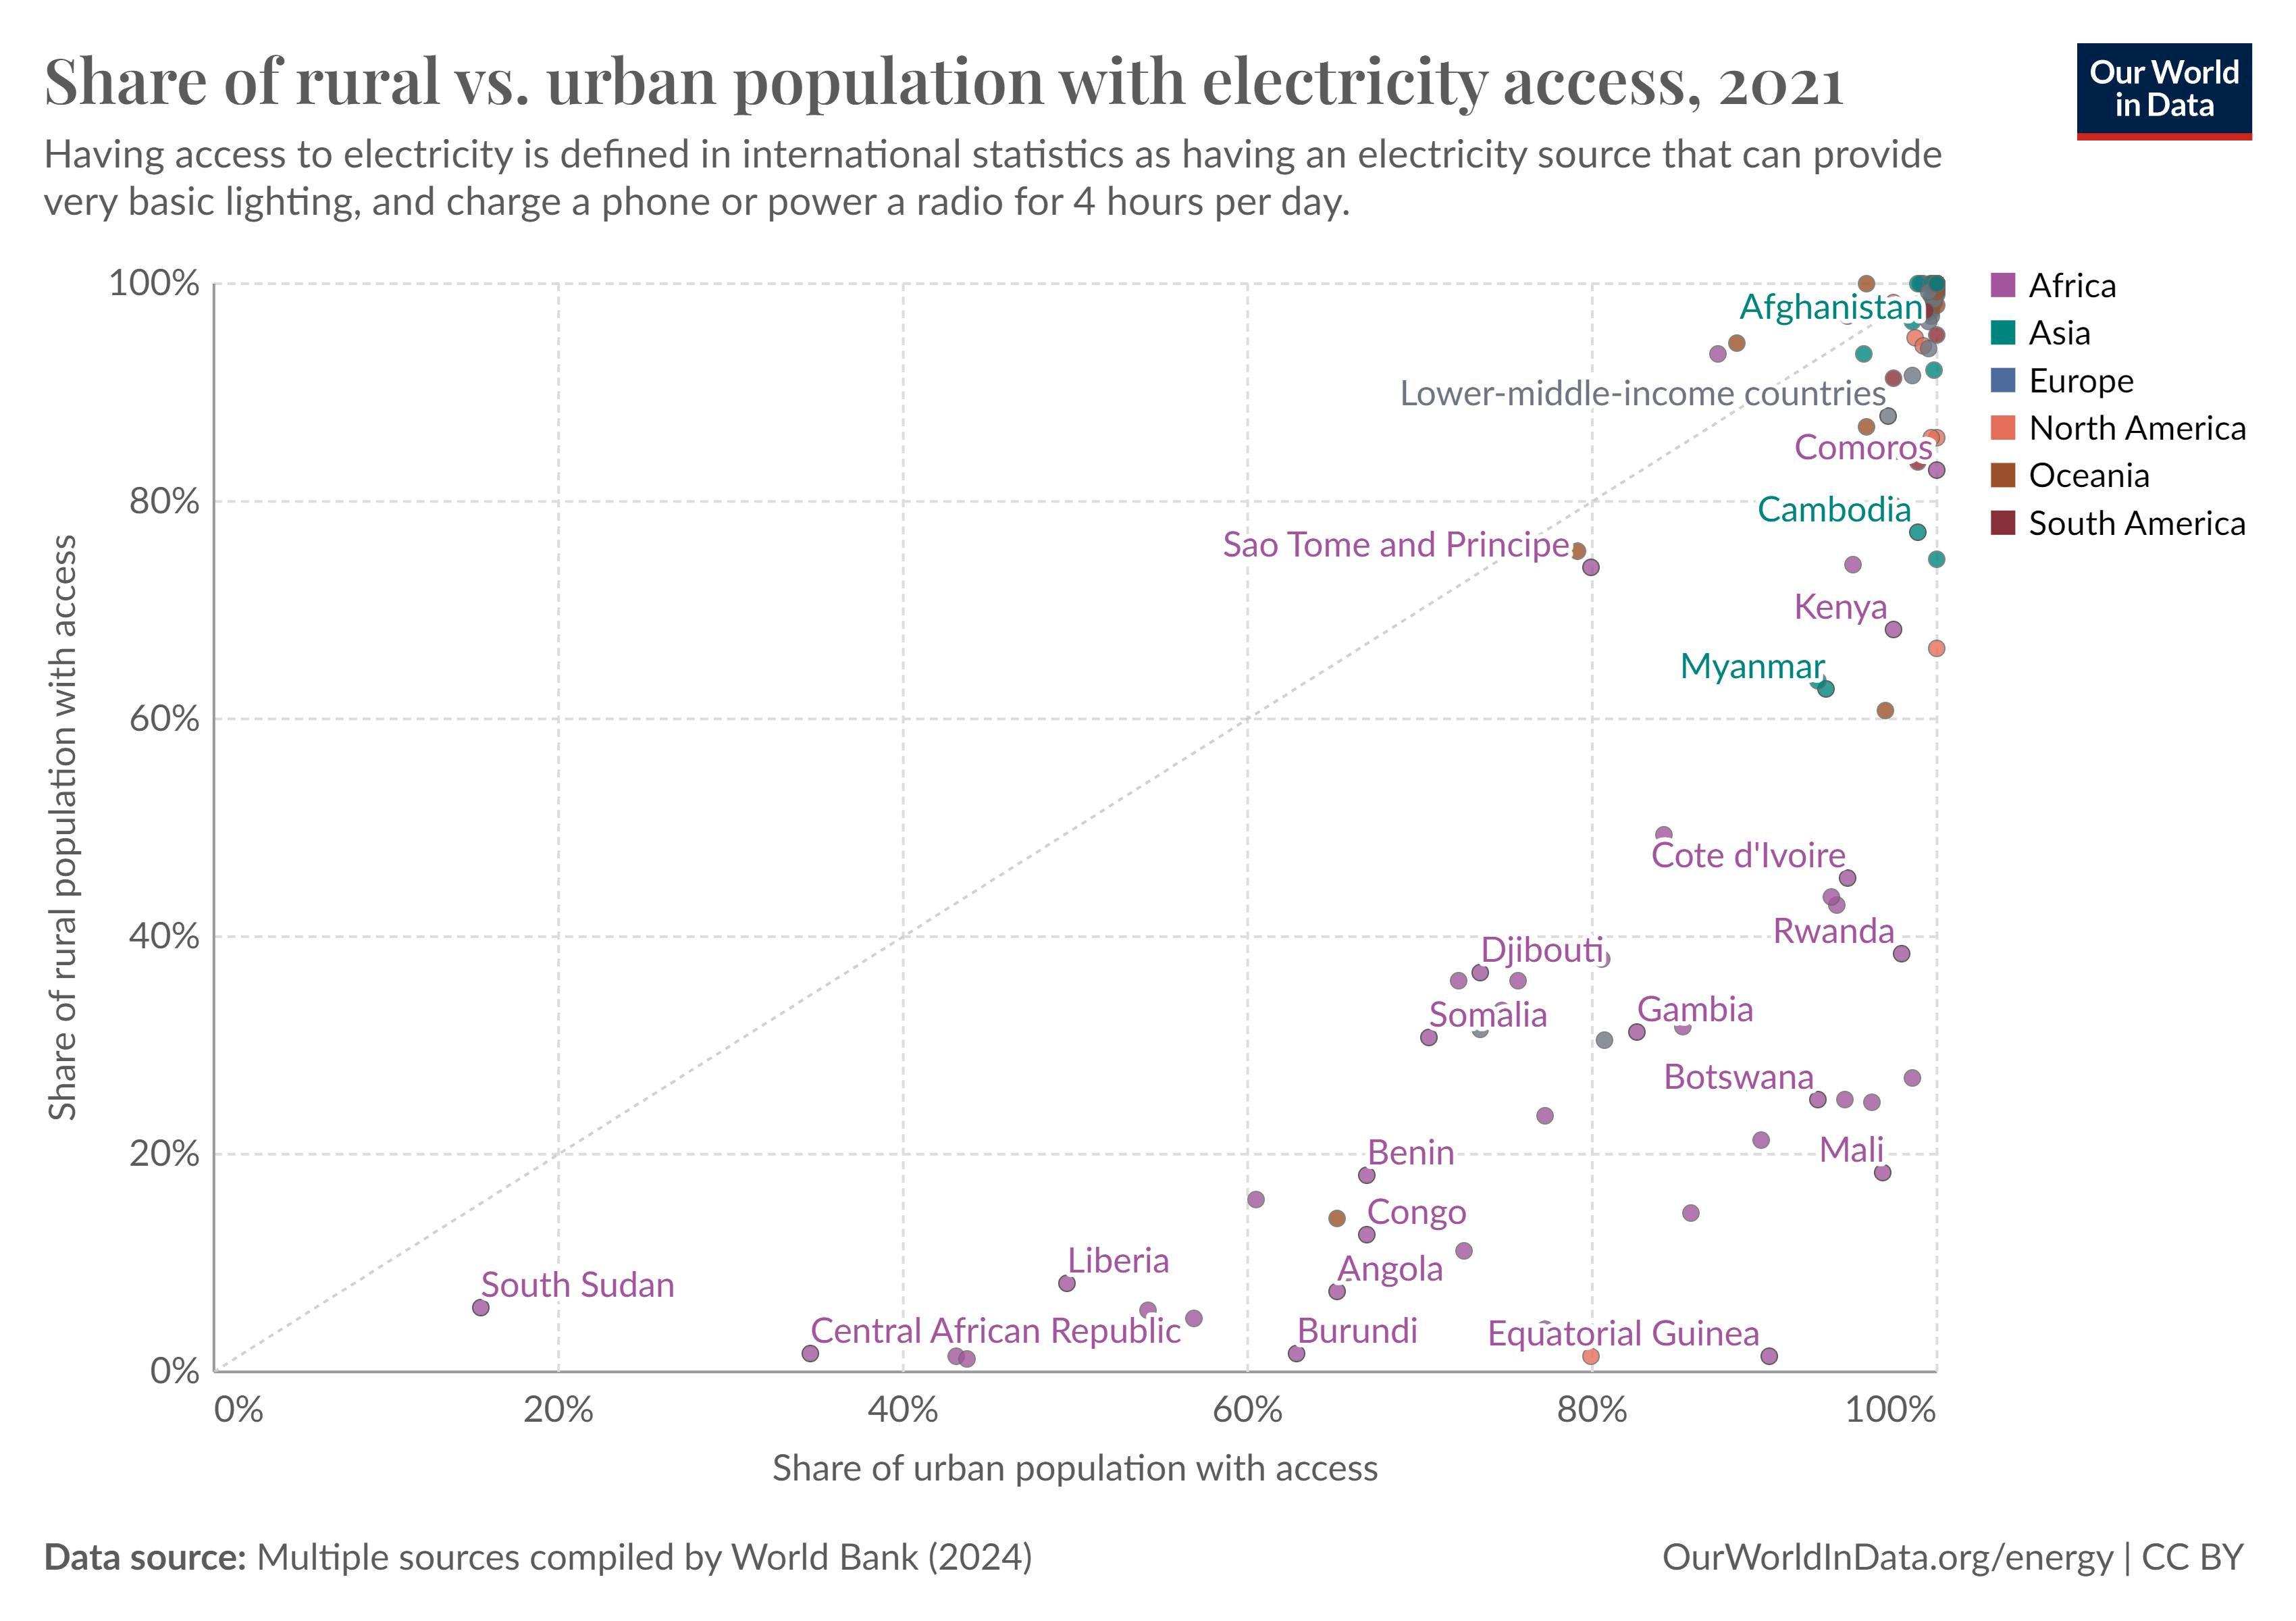 Share of rural vs. urban population with electricity access, 2021
Our World
in Data
Having access to electricity is defined in international statistics as having an electricity source that can provide
very basic lighting, and charge a phone or power a radio for 4 hours per day.
100%
80%
60%
40%
20%
0%
Share of rural population with access
Afghanistan
Lower-middle-income countries
Comoros
Cambodia
Sao Tome and Principe
Kenya
Myanmar
Cote d'Ivoire
Rwanda
Djibouti
Somalia
Gambia
Botswana
Benin
Mali
Congo
Liberia
Angola
South Sudan
Central African Republic
Burundi
Equatorial Guinea
Africa
Asia
Europe
North America
Oceania
South America
0%
20%
40%
60%
80%
100%
Share of urban population with access
Data source: Multiple sources compiled by World Bank (2024)
OurWorldInData.org/energy | CC BY